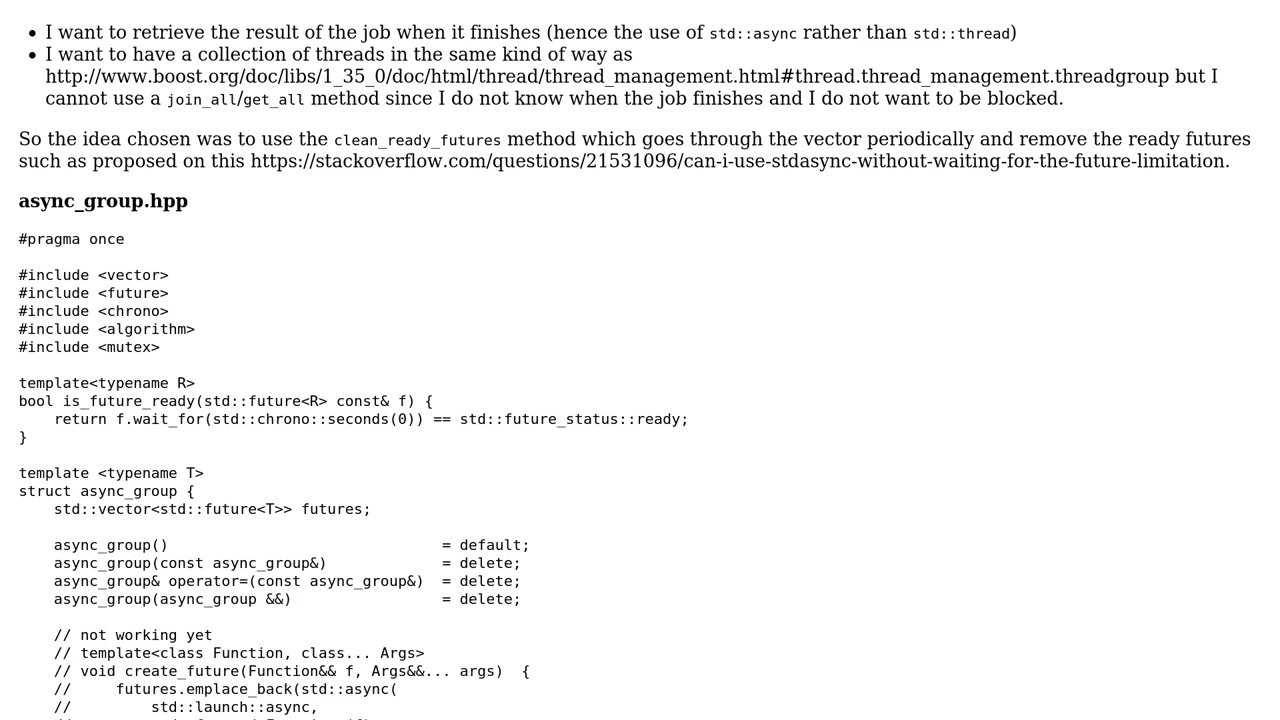 I want to retrieve the result of the job when it finishes (hence the use of std::async rather than std::thread)
I want to have a collection of threads in the same kind of way as
http://www.boost.org/doc/libs/1_35_0/doc/html/thread/thread_management.html#thread.thread_management.threadgroup but I
cannot use a join_all/get_all method since I do not know when the job finishes and I do not want to be blocked.
So the idea chosen was to use the clean_ready_futures method which goes through the vector periodically and remove the ready futures
such as proposed on this https://stackoverflow.com/questions/21531096/can-i-use-stdasync-without-waiting-for-the-future-limitation.
async_group.hpp
#pragma once
#include <vector>
#include <future>
#include <chrono>
#include <algorithm>
#include <mutex>
template<typename R>
bool is_future_ready(std::future<R> const& f) {
    return f.wait_for(std::chrono::seconds(0)) == std::future_status::ready;
}
template <typename T>
struct async_group {
    std::vector<std::future<T>> futures;
    async_group()                               = default;
    async_group(const async_group&)             = delete;
    async_group& operator=(const async_group&)  = delete;
    async_group(async_group &&)                 = delete;
    // not working yet
    // template<class Function, class... Args>
    // void create_future(Function&& f, Args&&... args)  {
    //     futures.emplace_back(std::async(
    //         std::launch::async,